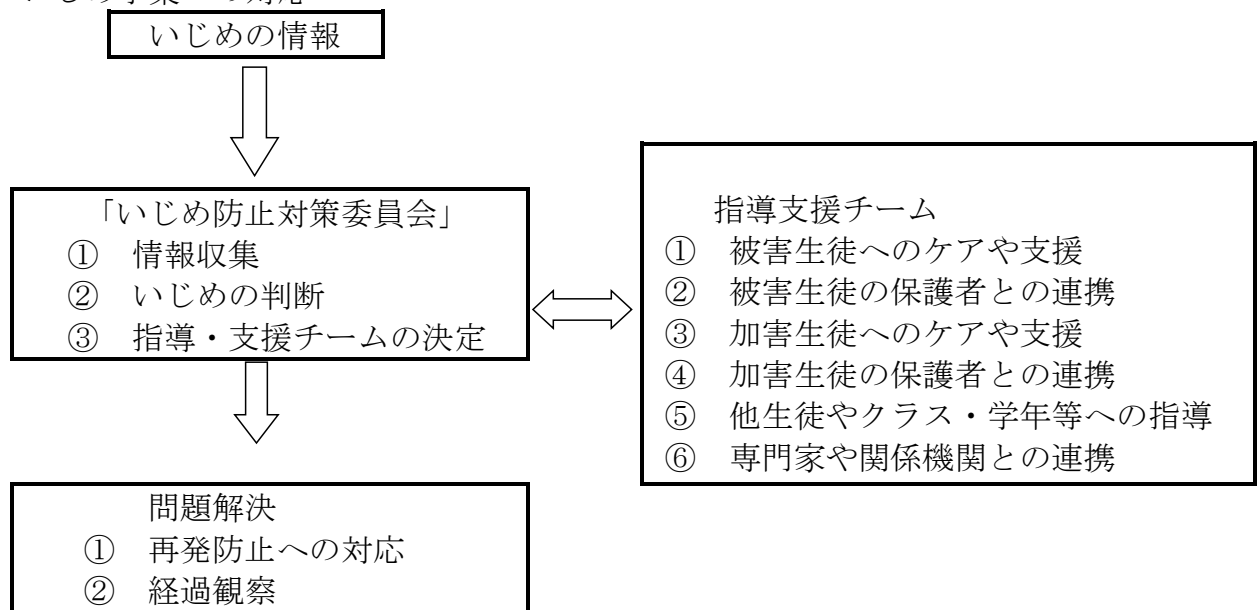 いじめの情報
「いじめ防止対策委員会」
① 情報収集
② いじめの判断
③ 指導・支援チームの決定
指導支援チーム
① 被害生徒へのケアや支援
② 被害生徒の保護者との連携
③ 加害生徒へのケアや支援
④ 加害生徒の保護者との連携
⑤ 他生徒やクラス・学年等への指導
⑥ 専門家や関係機関との連携
問題解決
① 再発防止への対応
② 経過観察